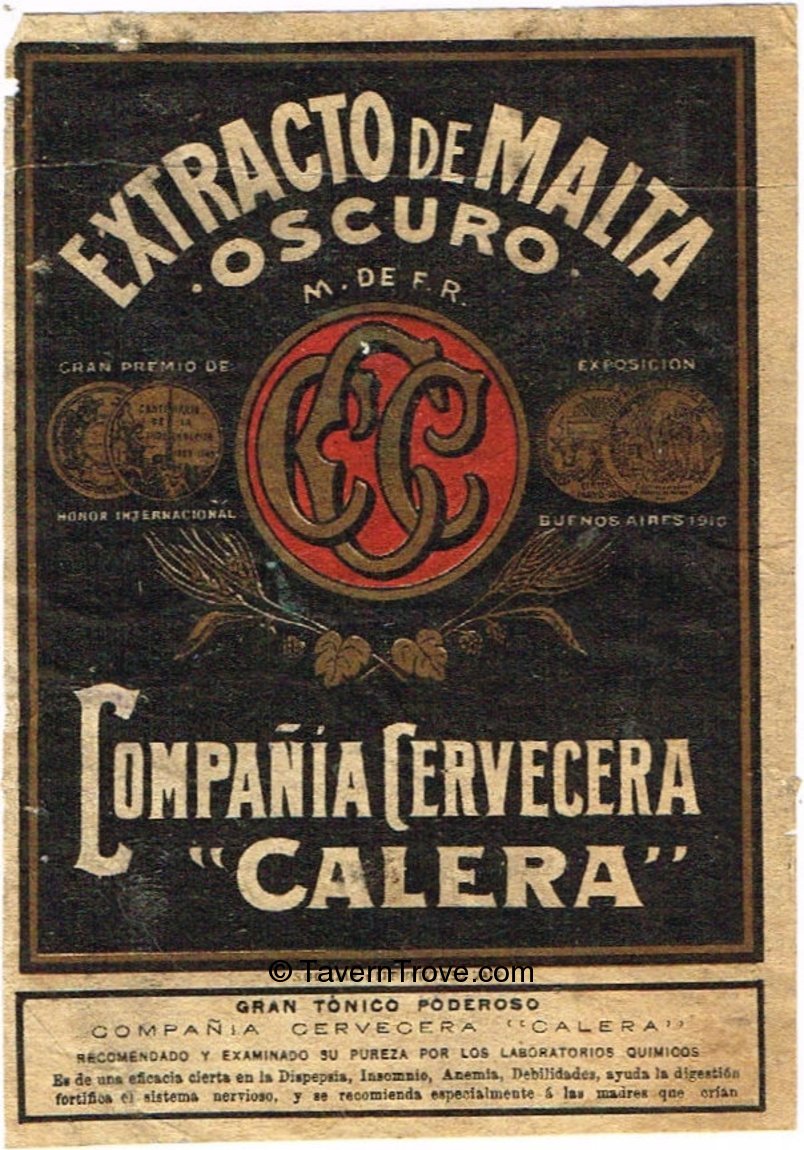 EXTRACTO DE MALTA
OSCURO
M. DE F. R.
GRAN PREMIO DE
EXPOSICION
CCC
HONOR INTERNACIONAL
BUENOS AIRES 1910
COMPAÑÍA CERVECERA
"CALERA"
© TavernTrove.com
GRAN TÓNICO PODEROSO
COMPAÑIA CERVECERA "CALERA"
RECOMENDADO Y EXAMINADO SU PUREZA POR LOS LABORATORIOS QUIMICOS
Es de una eficacia cierta en la Dispepsia, Insomnio, Anemia, Debilidades, ayuda la digestión
fortifica el sistema nervioso, y se recomienda especialmente á las madres que crían